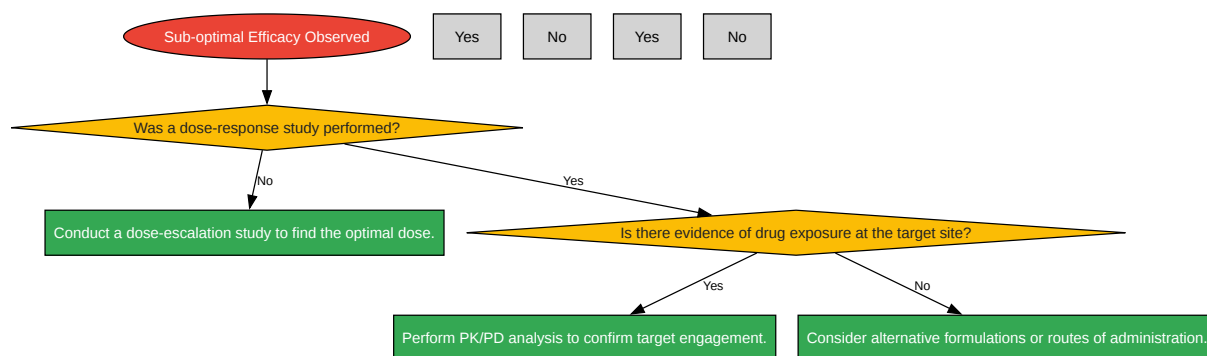 Sub-optimal Efficacy Observed
Yes
No
Yes
No
Was a dose-response study performed?
No
Yes
Conduct a dose-escalation study to find the optimal dose.
Is there evidence of drug exposure at the target site?
Yes
No
Perform PK/PD analysis to confirm target engagement.
Consider alternative formulations or routes of administration.